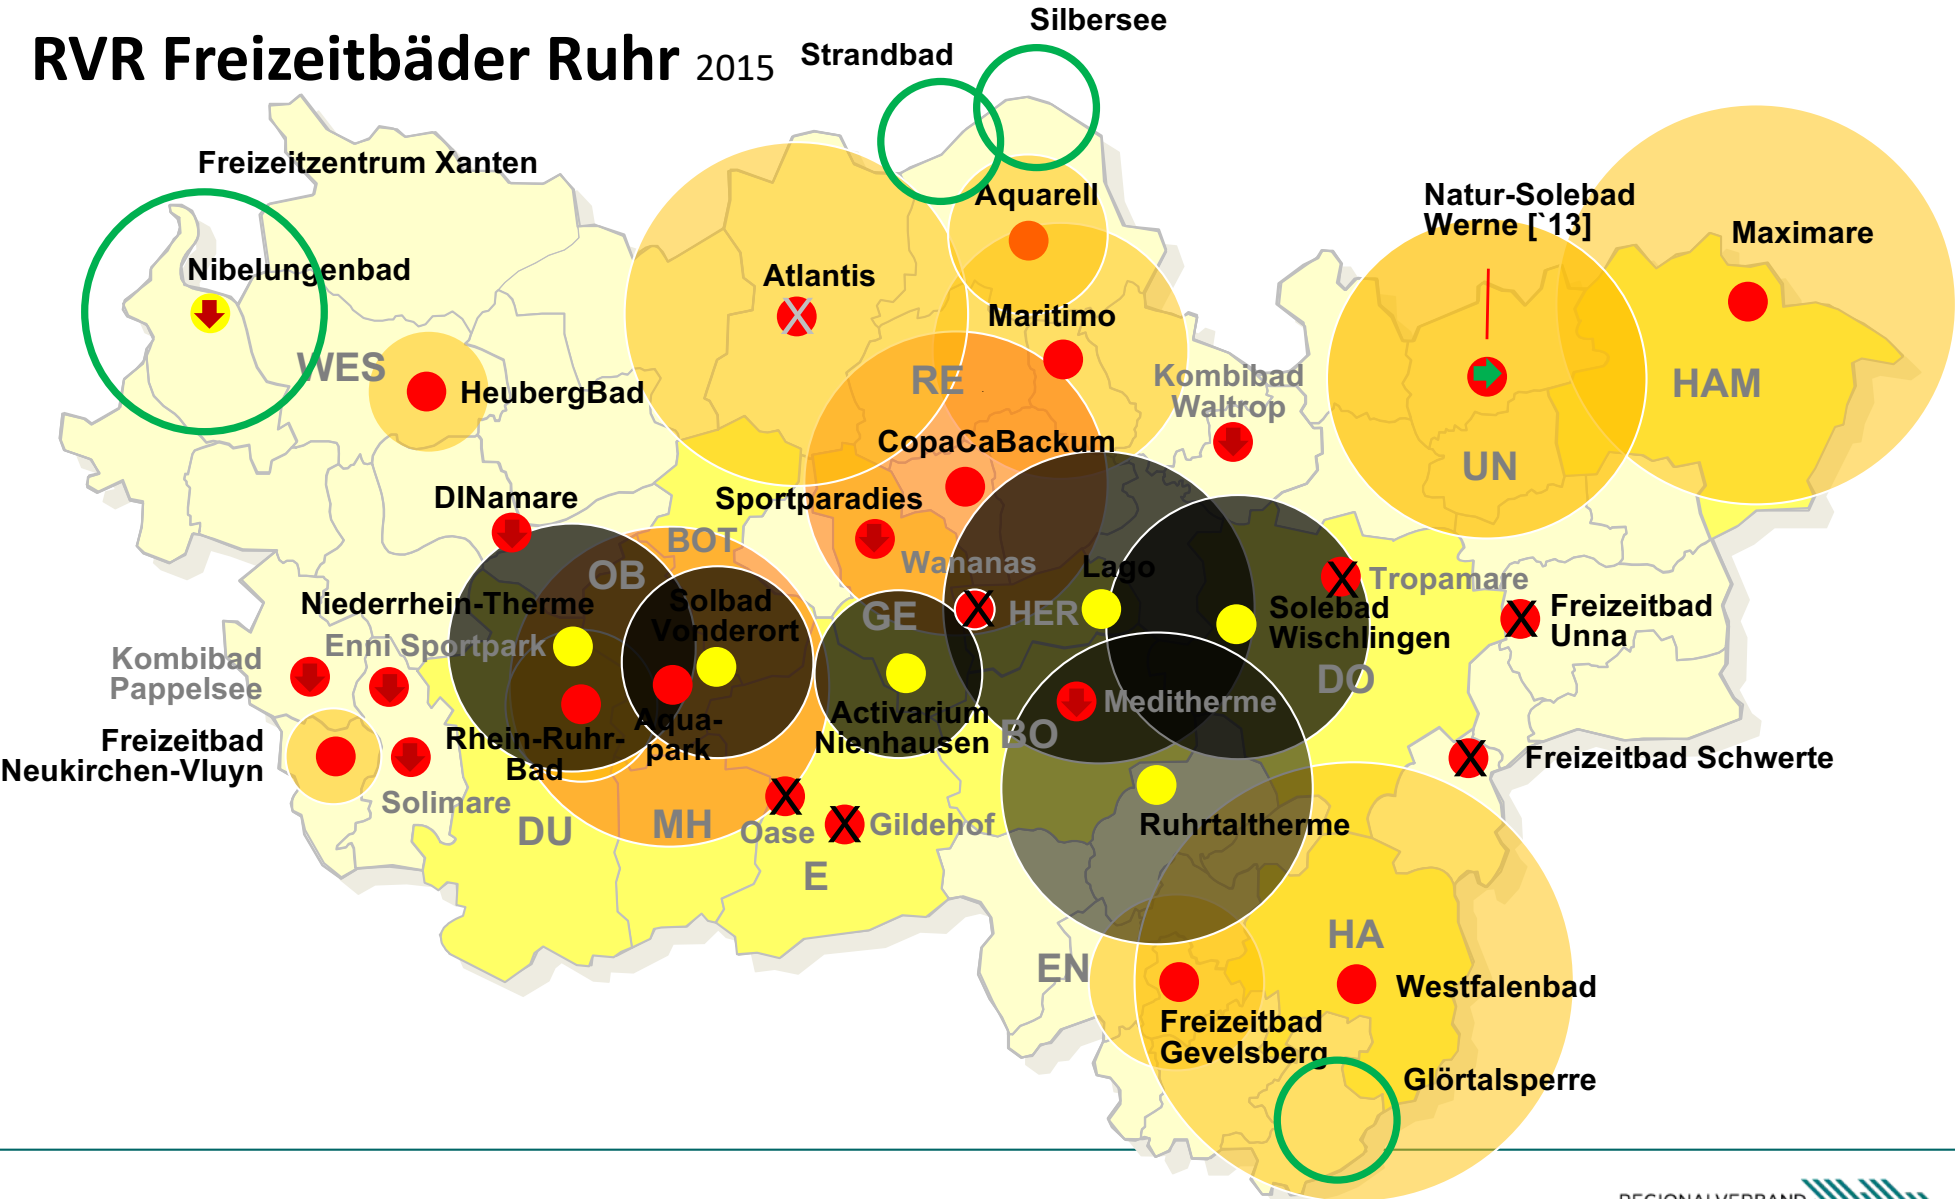 RVR Freizeitbäder Ruhr 2015
Silbersee
Strandbad
Freizeitzentrum Xanten
Aquarell
Natur-Solebad
Werne [`13]
Maximare
Nibelungenbad
Atlantis
Maritimo
WES
HeubergBad
RE
Kombibad
Waltrop
HAM
CopaCaBackum
UN
DINamare
Sportparadies
BOT
Wananas
OB
Lago
Tropamare
Niederrhein-Therme
Solbad
Vonderort
GE
HER
Solebad
Wischlingen
Freizeitbad
Unna
Enni Sportpark
Kombibad
Pappelsee
DO
Meditherme
Freizeitbad
Neukirchen-Vluyn
Rhein-Ruhr-
Bad
Aqua-
park
Activarium
Nienhausen
BO
Freizeitbad Schwerte
Solimare
DU
MH
Oase
Gildehof
Ruhrtaltherme
E
HA
EN
Westfalenbad
Freizeitbad
Gevelsberg
Glörtalsperre
REGIONALVERBAND